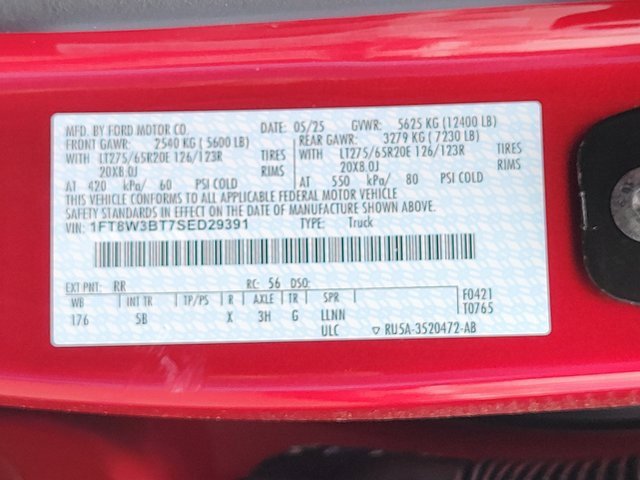 MFD. BY FORD MOTOR CO. DATE: 05/25 GVWR: 5625 KG (12400 LB)
FRONT GAWR: 2540 KG (5600 LB) REAR GAWR: 3279 KG (7230 LB)
WITH LT275/65R20E 126/123R TIRES WITH LT275/65R20E 126/123R TIRES
20X8.0J RIMS 20X8.0J RIMS
AT 420 kPa/ 60 PSI COLD AT 550 kPa/ 80 PSI COLD
THIS VEHICLE CONFORMS TO ALL APPLICABLE FEDERAL MOTOR VEHICLE
SAFETY STANDARDS IN EFFECT ON THE DATE OF MANUFACTURE SHOWN ABOVE.
VIN: 1FT8W3BT7SED29391 TYPE: Truck
EXT PNT: RR RC: 56 DSO:
WB INT TR TP/PS R AXLE TR SPR F0421
176 5B X 3H G LLNN T0765
ULC ▽ RU5A-3520472-AB